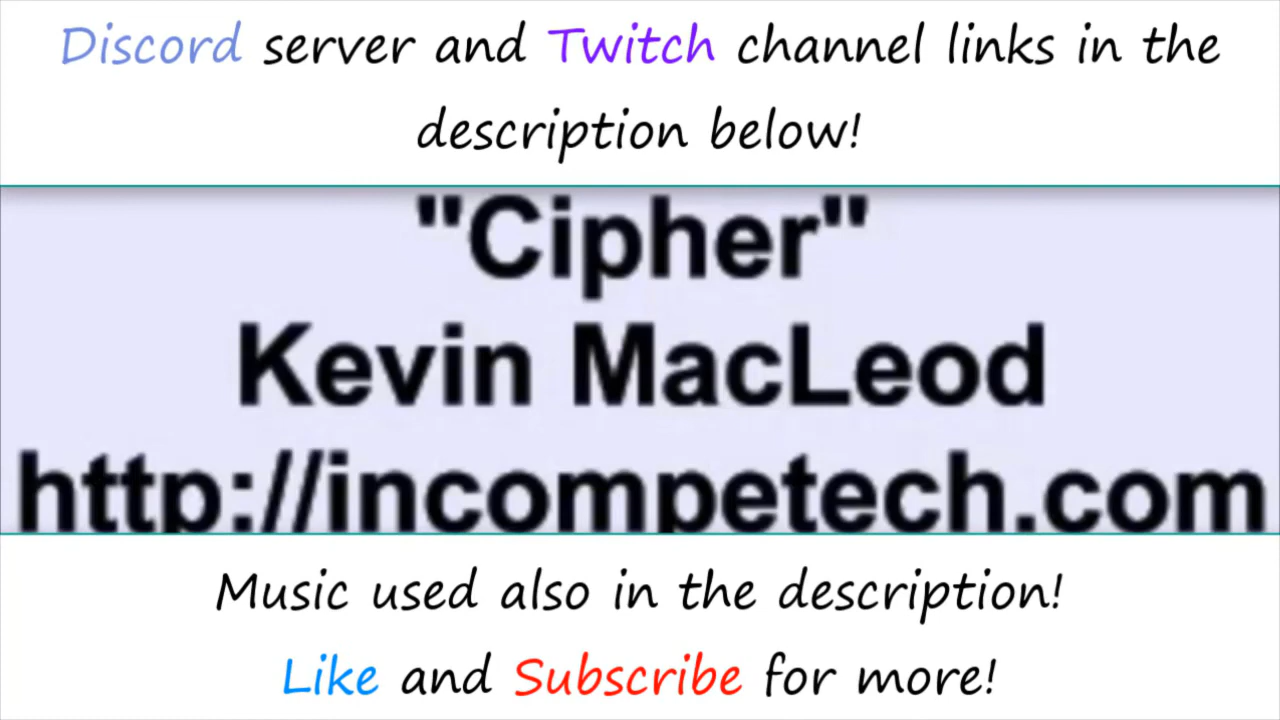 Discord server and Twitch channel links in the
description below!
"Cipher"
Kevin MacLeod
http://incompetech.com
Music used also in the description!
Like and Subscribe for more!